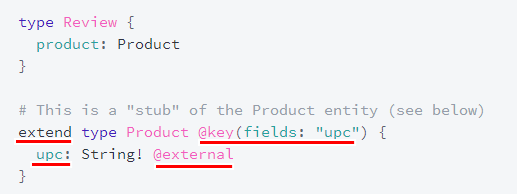 type Review {
product: Product
}
# This is a "stub" of the Product entity (see below)
extend type Product @key(fields: "upc") {
upc: String! @external
}